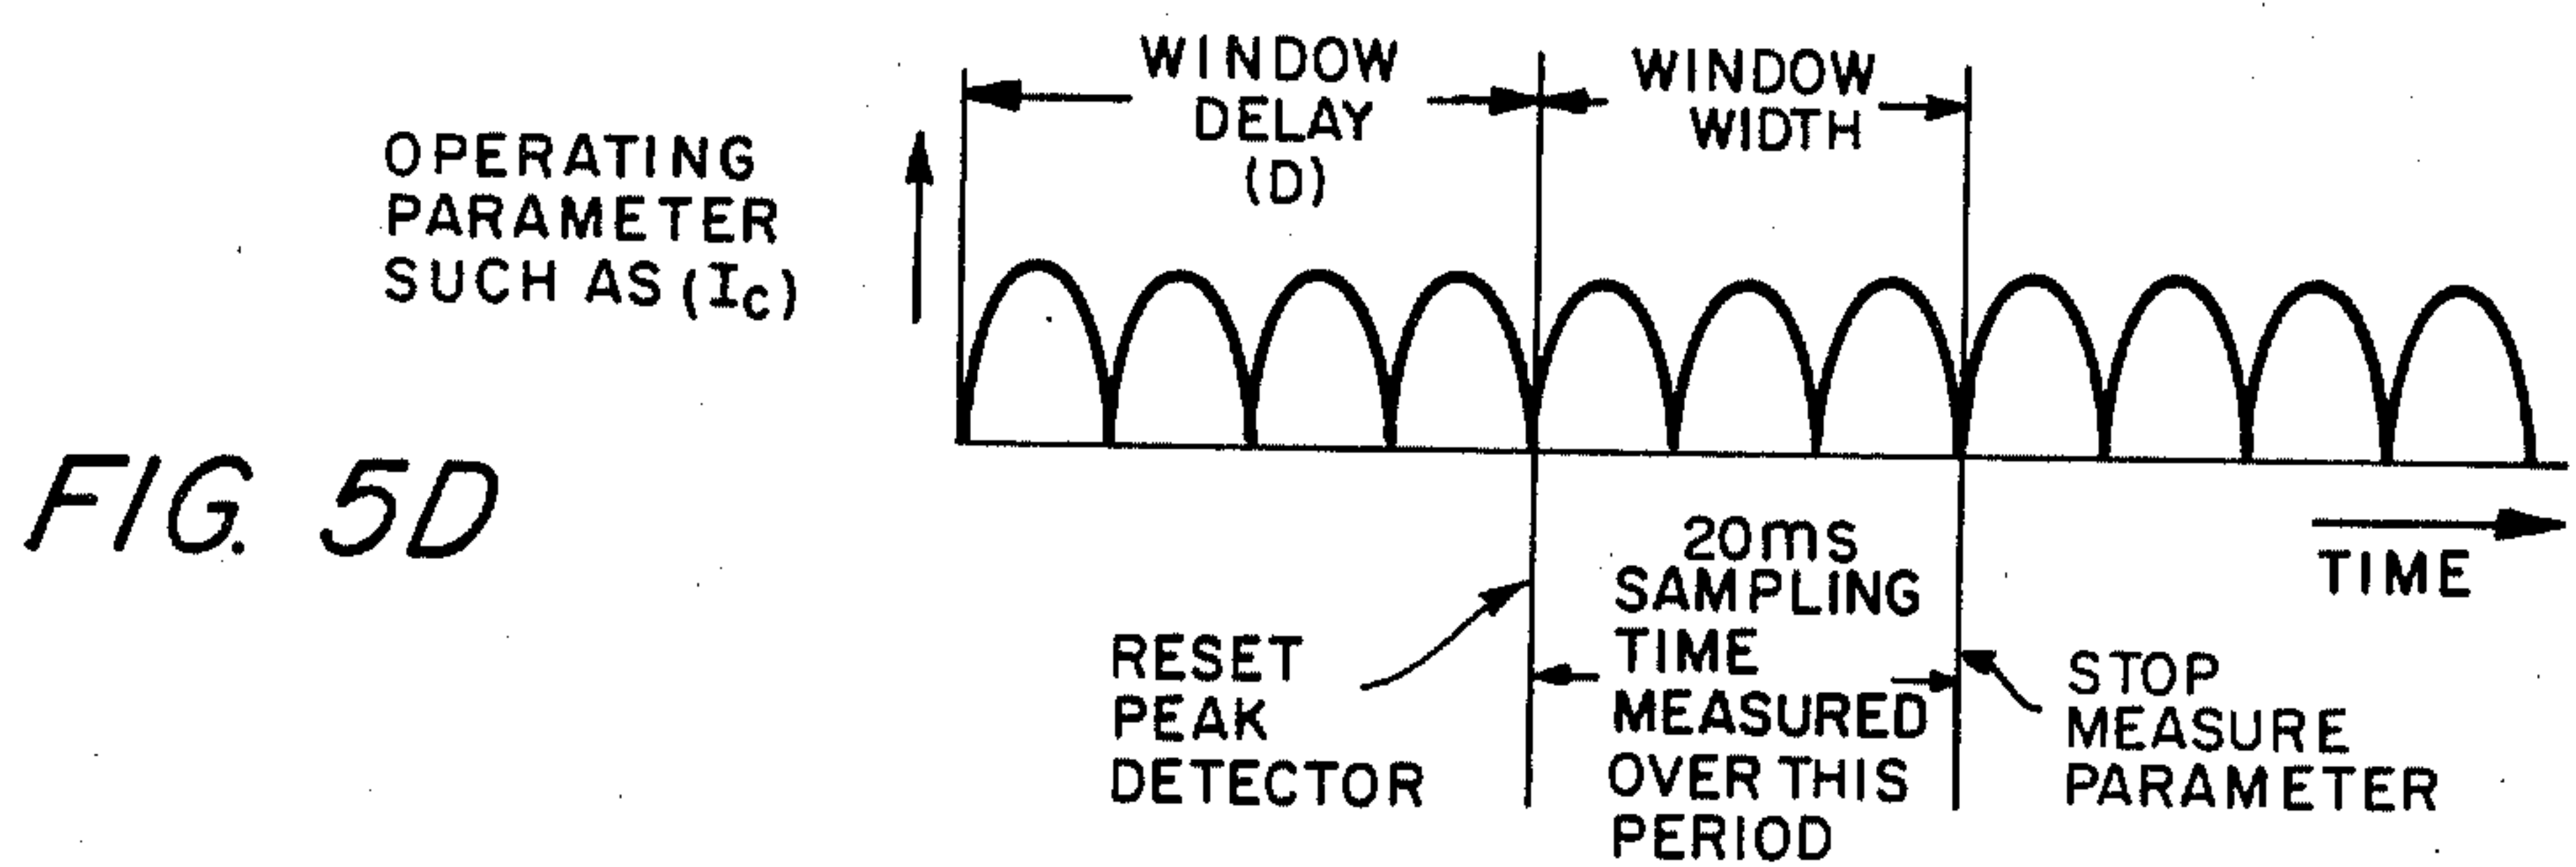 WINDOW
DELAY
(D)
WINDOW
WIDTH
OPERATING
PARAMETER
SUCH AS (Ic)
FIG. 5D
20ms
SAMPLING
TIME
MEASURED
OVER THIS
PERIOD
TIME
RESET
PEAK
DETECTOR
STOP
MEASURE
PARAMETER